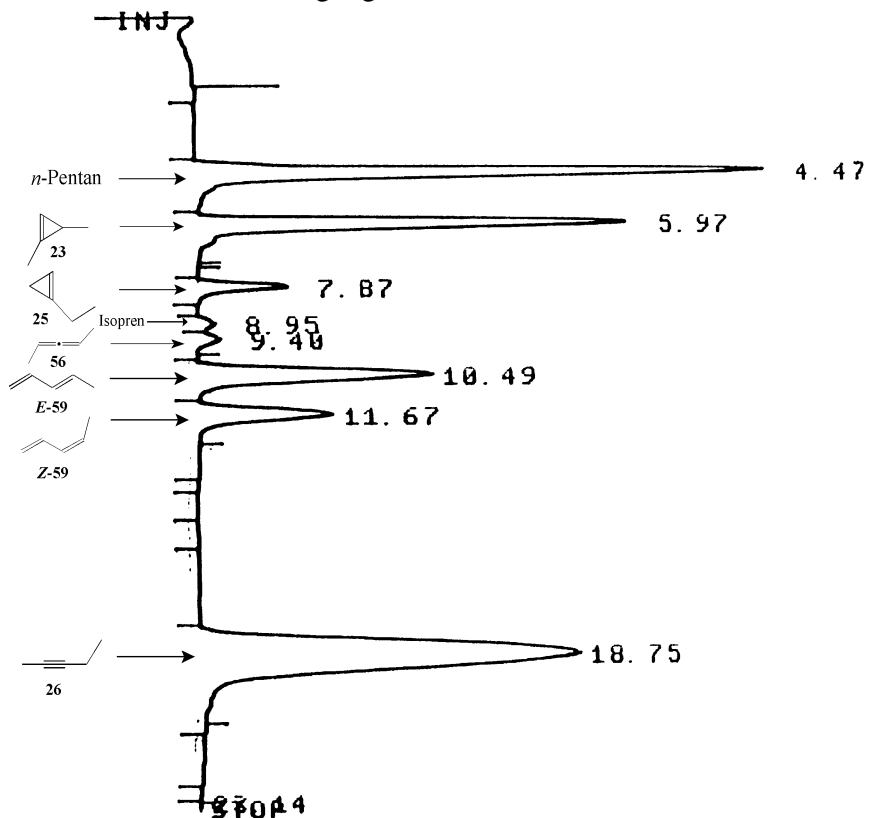 INJ
n-Pentan
4.47
23
5.97
25
7.87
Isopren
8.95
56
9.40
E-59
10.49
Z-59
11.67
26
18.75
STOP